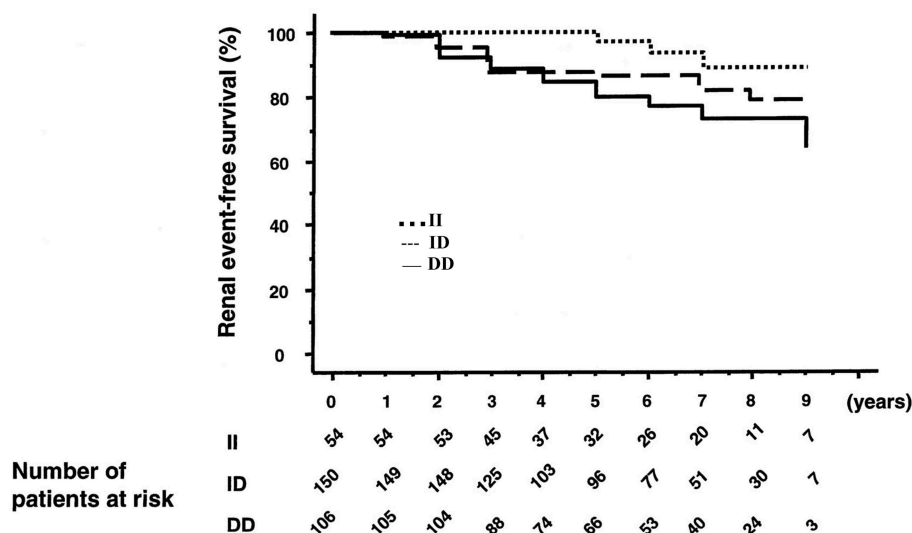 Renal event-free survival (%)
100
80
60
40
20
0
II
ID
DD
0 1 2 3 4 5 6 7 8 9 (years)
Number of
patients at risk
II 54 54 53 45 37 32 26 20 11 7
ID 150 149 148 125 103 96 77 51 30 7
DD 106 105 104 88 74 66 53 40 24 3